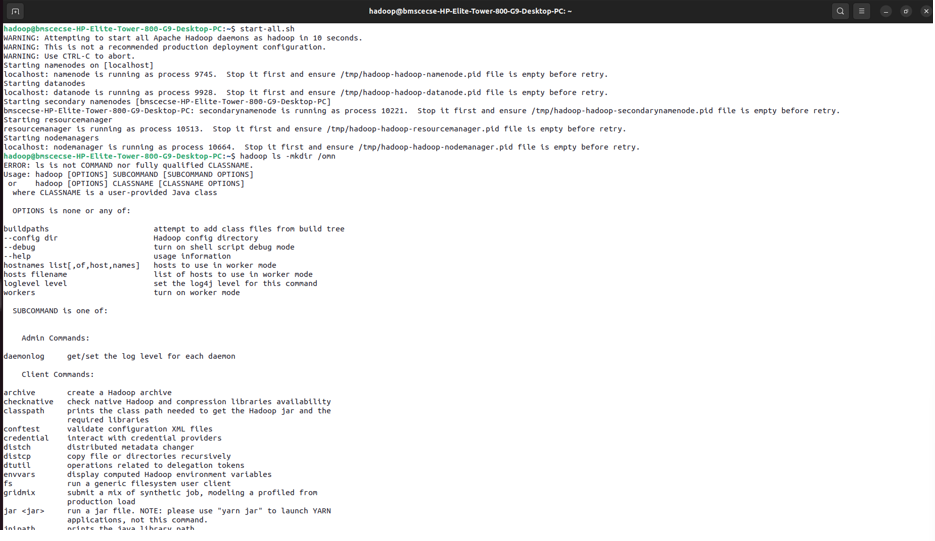 hadoop@bmscecse-HP-Elite-Tower-800-G9-Desktop-PC: ~
hadoop@bmscecse-HP-Elite-Tower-800-G9-Desktop-PC:~$ start-all.sh
WARNING: Attempting to start all Apache Hadoop daemons as hadoop in 10 seconds.
WARNING: This is not a recommended production deployment configuration.
WARNING: Use CTRL-C to abort.
Starting namenodes on [localhost]
localhost: namenode is running as process 9745.  Stop it first and ensure /tmp/hadoop-hadoop-namenode.pid file is empty before retry.
Starting datanodes
localhost: datanode is running as process 9928.  Stop it first and ensure /tmp/hadoop-hadoop-datanode.pid file is empty before retry.
Starting secondary namenodes [bmscecse-HP-Elite-Tower-800-G9-Desktop-PC]
bmscecse-HP-Elite-Tower-800-G9-Desktop-PC: secondarynamenode is running as process 10221.  Stop it first and ensure /tmp/hadoop-hadoop-secondarynamenode.pid file is empty before retry.
Starting resourcemanager
resourcemanager is running as process 10513.  Stop it first and ensure /tmp/hadoop-hadoop-resourcemanager.pid file is empty before retry.
Starting nodemanagers
localhost: nodemanager is running as process 10664.  Stop it first and ensure /tmp/hadoop-hadoop-nodemanager.pid file is empty before retry.
hadoop@bmscecse-HP-Elite-Tower-800-G9-Desktop-PC:~$ hadoop ls -mkdir /omn
ERROR: ls is not COMMAND nor fully qualified CLASSNAME.
Usage: hadoop [OPTIONS] SUBCOMMAND [SUBCOMMAND OPTIONS]
 or    hadoop [OPTIONS] CLASSNAME [CLASSNAME OPTIONS]
  where CLASSNAME is a user-provided Java class
  OPTIONS is none or any of:
buildpaths                       attempt to add class files from build tree
--config dir                     Hadoop config directory
--debug                          turn on shell script debug mode
--help                           usage information
hostnames list[,of,host,names]   hosts to use in worker mode
hosts filename                   list of hosts to use in worker mode
loglevel level                   set the log4j level for this command
workers                          turn on worker mode
  SUBCOMMAND is one of:
    Admin Commands:
daemonlog     get/set the log level for each daemon
    Client Commands:
archive       create a Hadoop archive
checknative   check native Hadoop and compression libraries availability
classpath     prints the class path needed to get the Hadoop jar and the
              required libraries
conftest      validate configuration XML files
credential    interact with credential providers
distch        distributed metadata changer
distcp        copy file or directories recursively
dtutil        operations related to delegation tokens
envvars       display computed Hadoop environment variables
fs            run a generic filesystem user client
gridmix       submit a mix of synthetic job, modeling a profiled from
              production load
jar <jar>     run a jar file. NOTE: please use "yarn jar" to launch YARN
              applications, not this command.
jnipath       prints the java library path